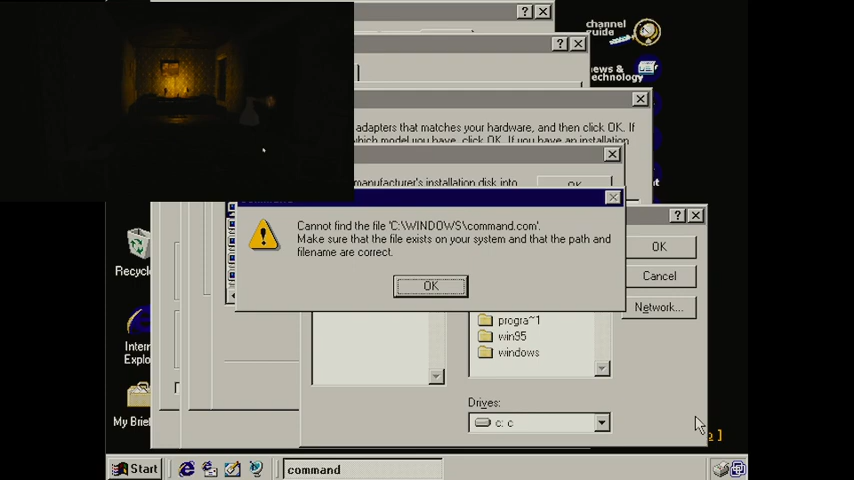 channel
guide
news &
technology
adapters that matches your hardware, and then click OK. If
which model you have, click OK. If you have an installation
manufacturer's installation disk into
OK
Cannot find the file 'C:\WINDOWS\command.com'.
Make sure that the file exists on your system and that the path and
filename are correct.
OK
OK
Cancel
Network...
progra~1
win95
windows
Drives:
c: c
Recycle
Intern
Explo
My Brief
Start
command